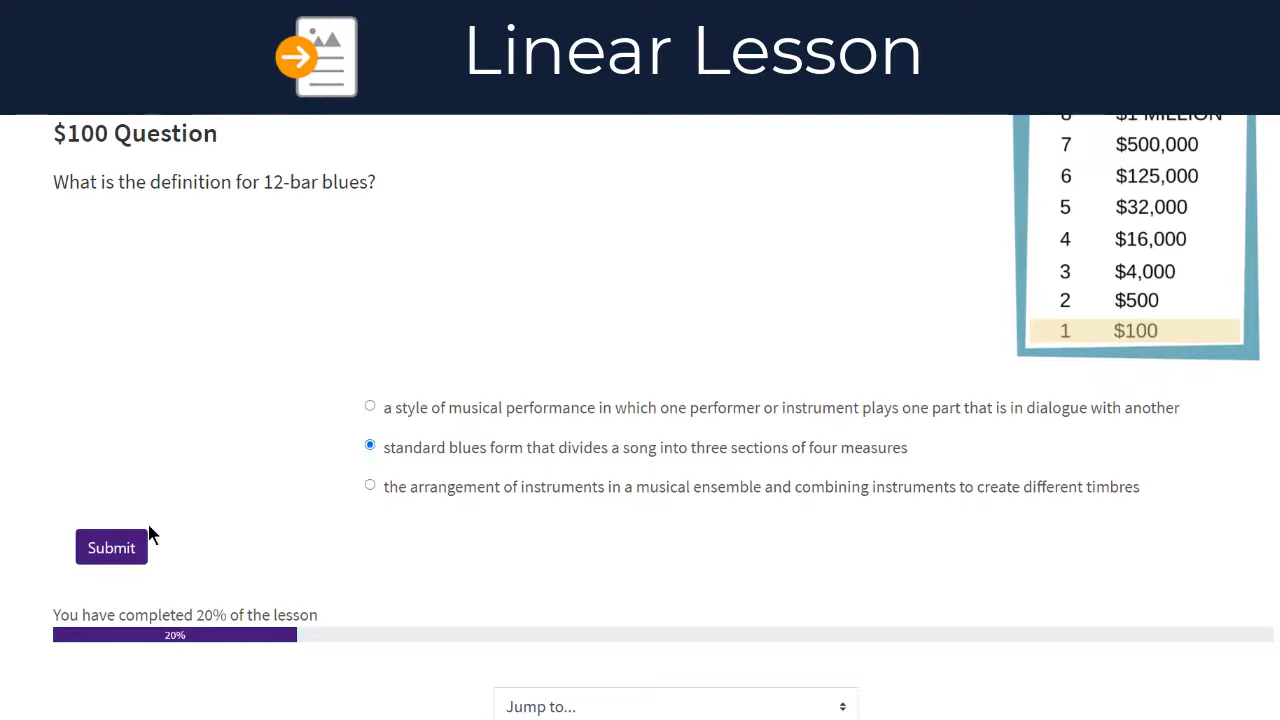 Linear Lesson
$100 Question
What is the definition for 12-bar blues?
8 $1 MILLION
7 $500,000
6 $125,000
5 $32,000
4 $16,000
3 $4,000
2 $500
1 $100
a style of musical performance in which one performer or instrument plays one part that is in dialogue with another
standard blues form that divides a song into three sections of four measures
the arrangement of instruments in a musical ensemble and combining instruments to create different timbres
Submit
You have completed 20% of the lesson
20%
Jump to...